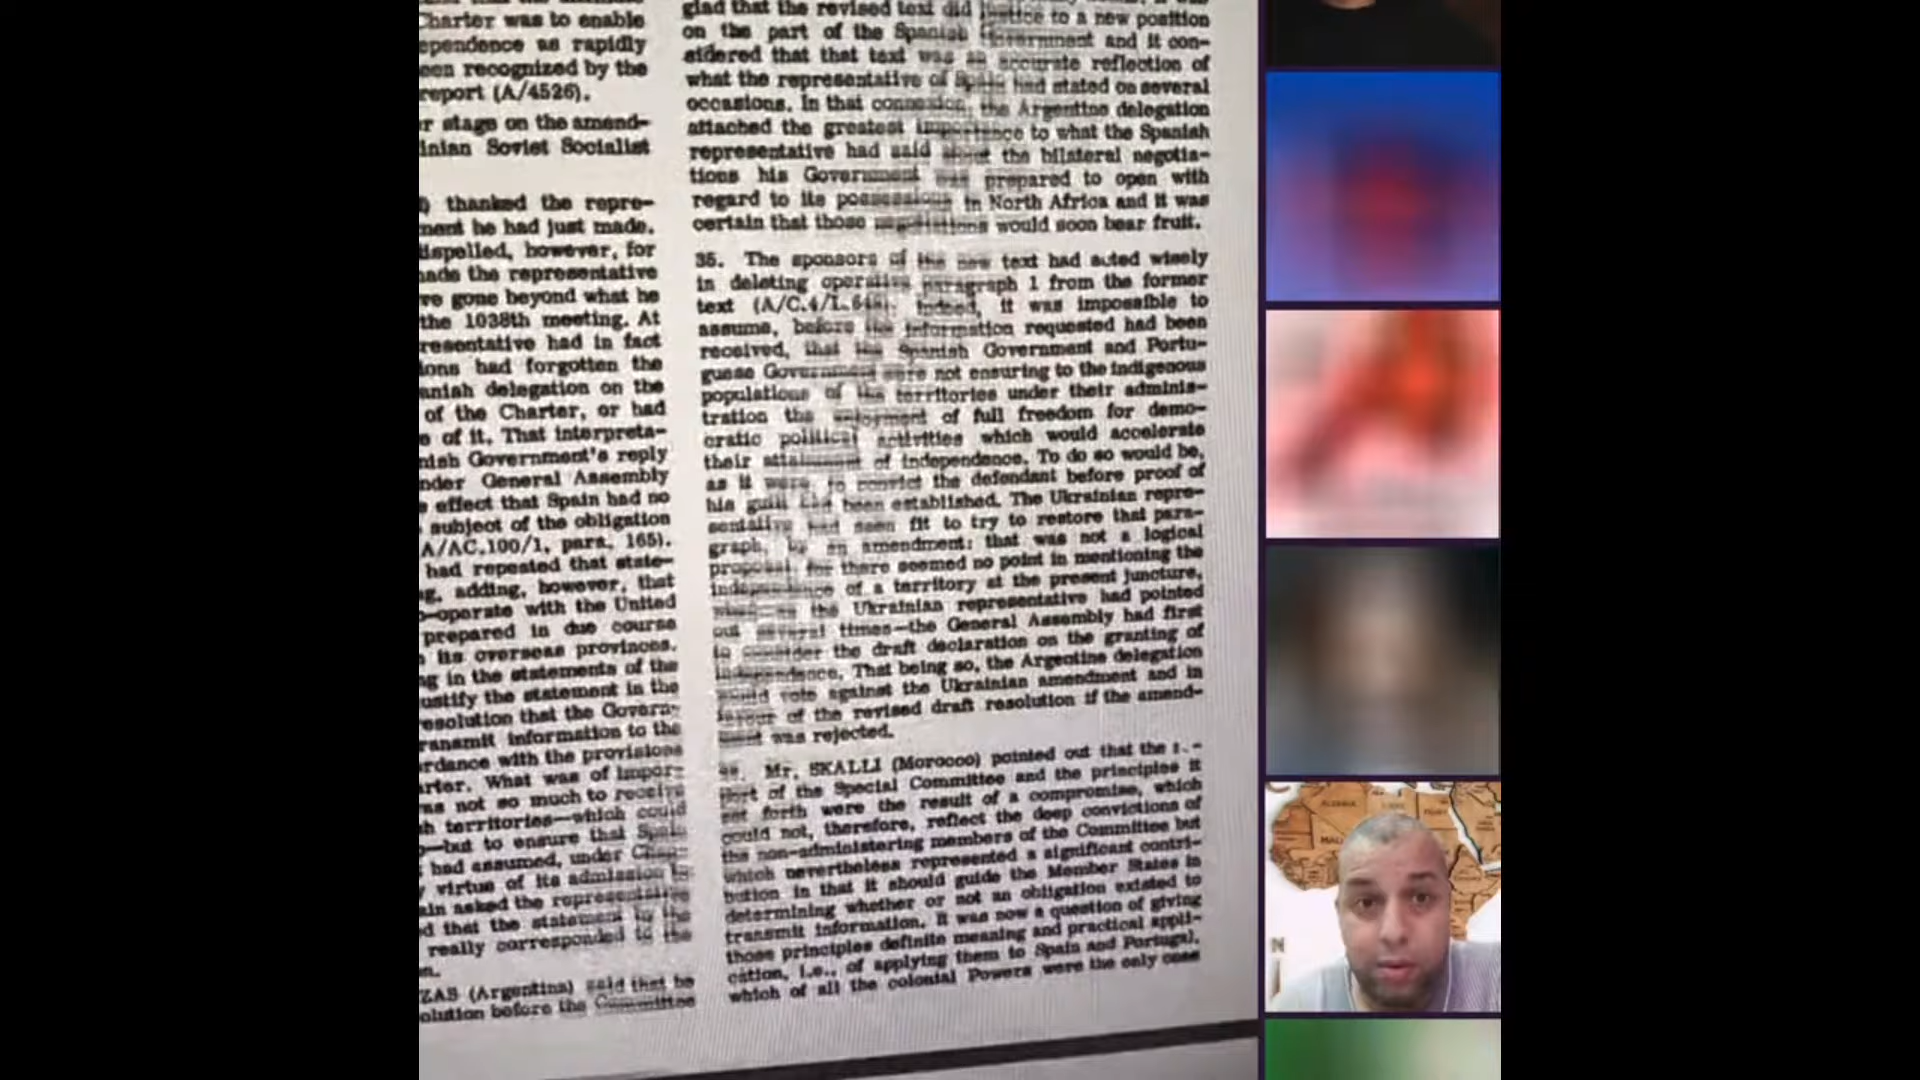 Charter was to enable
ependence as rapidly
een recognized by the
report (A/4526).
r stage on the amend-
inian Soviet Socialist
) thanked the repre-
ment he had just made.
dispelled, however, for
made the representative
ve gone beyond what he
the 1038th meeting. At
resentative had in fact
ions had forgotten the
anish delegation on the
of the Charter, or had
e of it. That interpreta-
nish Government's reply
nder General Assembly
e effect that Spain had no
subject of the obligation
A/AC.100/1, para. 165).
had repeated that state-
g, adding, however, that
o-operate with the United
prepared in due course
its overseas provinces.
ng in the statements of the
ustify the statement in the
resolution that the Govern-
ransmit information to the
rdance with the provisions
arter. What was of impor-
as not so much to receive
h territories—which could
—but to ensure that Spain
had assumed, under Chap-
virtue of its admission to
ain asked the representative
d that the statement by the
really corresponded to the
n.
ZAS (Argentina) said that he
olution before the Committee
glad that the revised text did justice to a new position
on the part of the Spanish Government and it con-
sidered that that text was an accurate reflection of
what the representative of Spain had stated on several
occasions. In that connexion, the Argentine delegation
attached the greatest importance to what the Spanish
representative had said about the bilateral negotia-
tions his Government was prepared to open with
regard to its possessions in North Africa and it was
certain that those negotiations would soon bear fruit.
35. The sponsors of the new text had acted wisely
in deleting operative paragraph 1 from the former
text (A/C.4/L.648). Indeed, it was impossible to
assume, before the information requested had been
received, that the Spanish Government and Portu-
guese Government were not ensuring to the indigenous
populations of the territories under their adminis-
tration the enjoyment of full freedom for demo-
cratic political activities which would accelerate
their attainment of independence. To do so would be,
as it were, to convict the defendant before proof of
his guilt had been established. The Ukrainian repre-
sentative had seen fit to try to restore that para-
graph, by an amendment; that was not a logical
proposal, for there seemed no point in mentioning the
independence of a territory at the present juncture,
when—as the Ukrainian representative had pointed
out several times—the General Assembly had first
to consider the draft declaration on the granting of
independence. That being so, the Argentine delegation
would vote against the Ukrainian amendment and in
favour of the revised draft resolution if the amend-
ment was rejected.
Mr. SKALLI (Morocco) pointed out that the
port of the Special Committee and the principles it
set forth were the result of a compromise, which
could not, therefore, reflect the deep convictions of
the non-administering members of the Committee but
which nevertheless represented a significant contri-
bution in that it should guide the Member States in
determining whether or not an obligation existed to
transmit information. It was now a question of giving
those principles definite meaning and practical appli-
cation, i.e., of applying them to Spain and Portugal,
which of all the colonial Powers were the only ones
ALGERIA
MALI
N